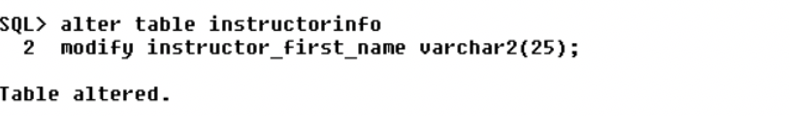 SQL> alter table instructorinfo
2 modify instructor_first_name varchar2(25);
Table altered.